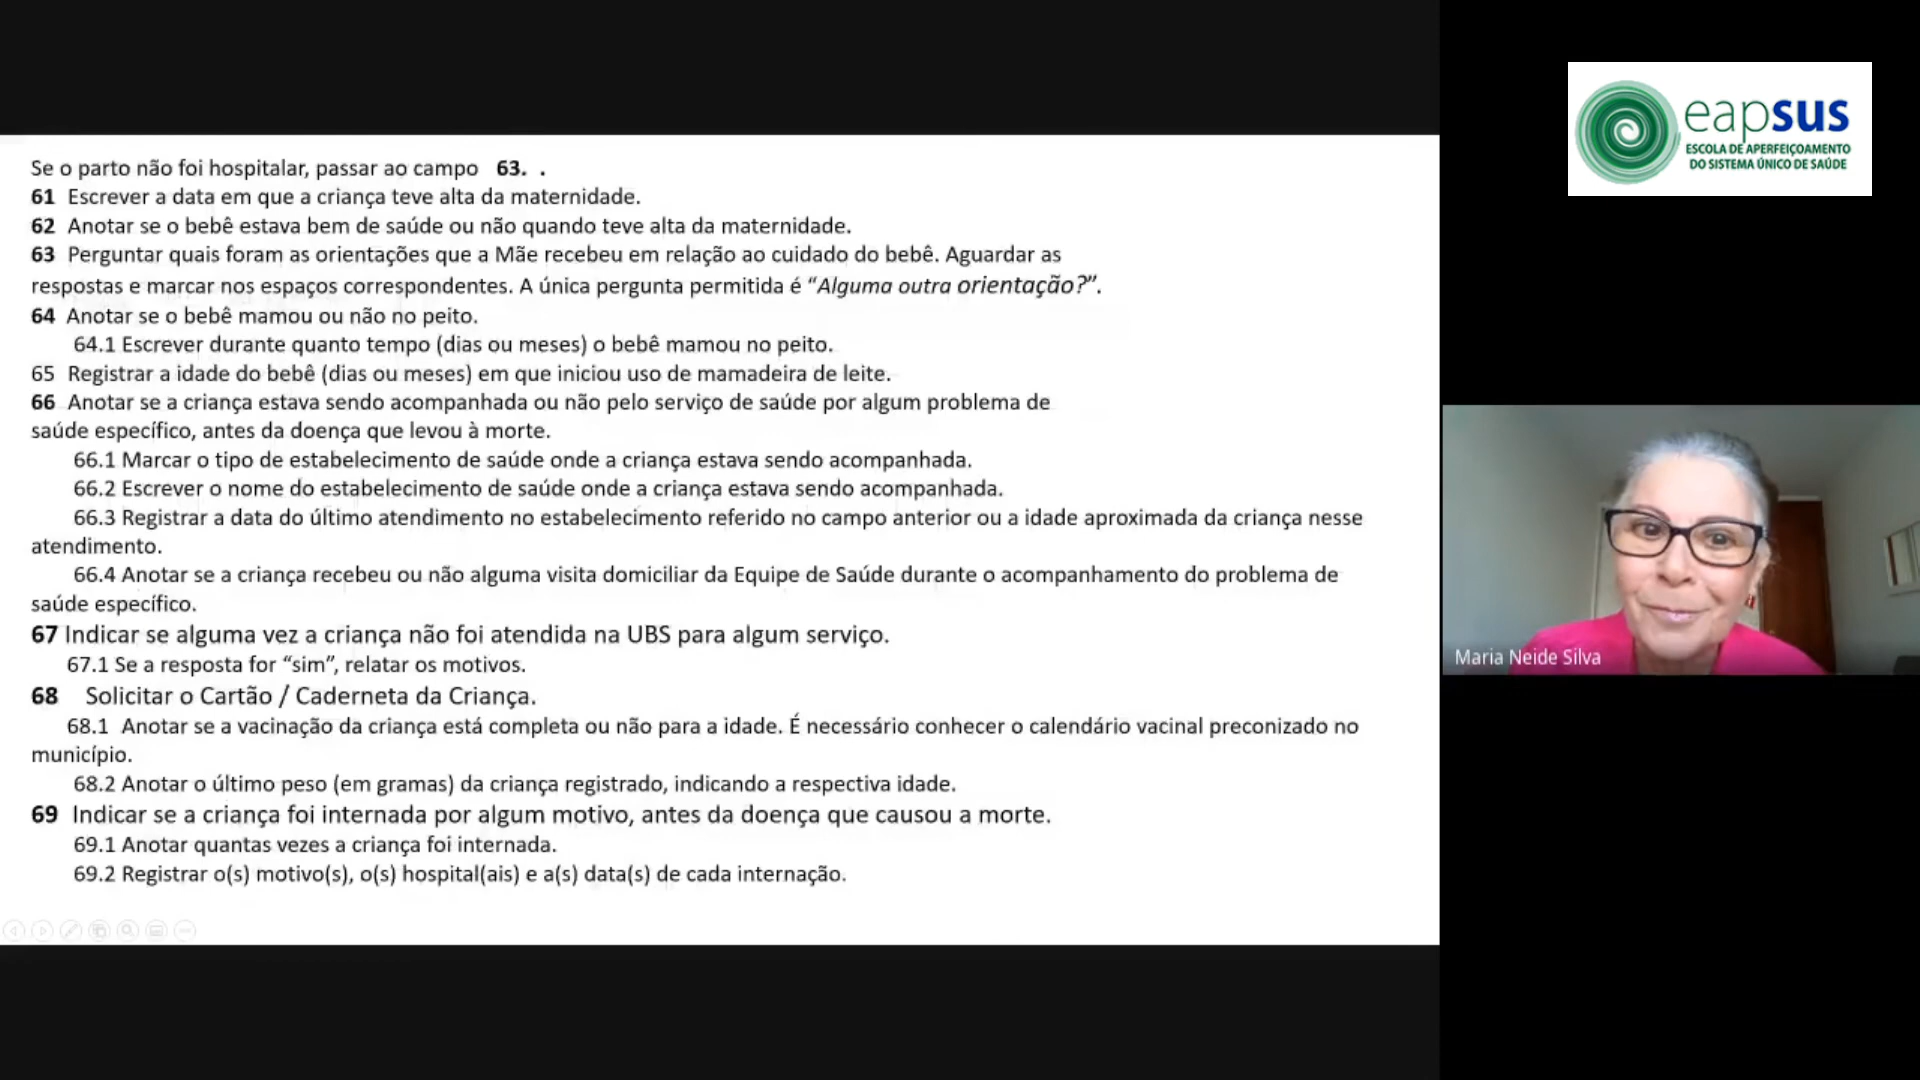 Se o parto não foi hospitalar, passar ao campo 63. .
61 Escrever a data em que a criança teve alta da maternidade.
62 Anotar se o bebê estava bem de saúde ou não quando teve alta da maternidade.
63 Perguntar quais foram as orientações que a Mãe recebeu em relação ao cuidado do bebê. Aguardar as
respostas e marcar nos espaços correspondentes. A única pergunta permitida é “Alguma outra orientação?”.
64 Anotar se o bebê mamou ou não no peito.
64.1 Escrever durante quanto tempo (dias ou meses) o bebê mamou no peito.
65 Registrar a idade do bebê (dias ou meses) em que iniciou uso de mamadeira de leite.
66 Anotar se a criança estava sendo acompanhada ou não pelo serviço de saúde por algum problema de
saúde específico, antes da doença que levou à morte.
66.1 Marcar o tipo de estabelecimento de saúde onde a criança estava sendo acompanhada.
66.2 Escrever o nome do estabelecimento de saúde onde a criança estava sendo acompanhada.
66.3 Registrar a data do último atendimento no estabelecimento referido no campo anterior ou a idade aproximada da criança nesse
atendimento.
66.4 Anotar se a criança recebeu ou não alguma visita domiciliar da Equipe de Saúde durante o acompanhamento do problema de
saúde específico.
67 Indicar se alguma vez a criança não foi atendida na UBS para algum serviço.
67.1 Se a resposta for “sim”, relatar os motivos.
68 Solicitar o Cartão / Caderneta da Criança.
68.1 Anotar se a vacinação da criança está completa ou não para a idade. É necessário conhecer o calendário vacinal preconizado no
município.
68.2 Anotar o último peso (em gramas) da criança registrado, indicando a respectiva idade.
69 Indicar se a criança foi internada por algum motivo, antes da doença que causou a morte.
69.1 Anotar quantas vezes a criança foi internada.
69.2 Registrar o(s) motivo(s), o(s) hospital(ais) e a(s) data(s) de cada internação.
eapsus
ESCOLA DE APERFEIÇOAMENTO
DO SISTEMA ÚNICO DE SAÚDE
Maria Neide Silva